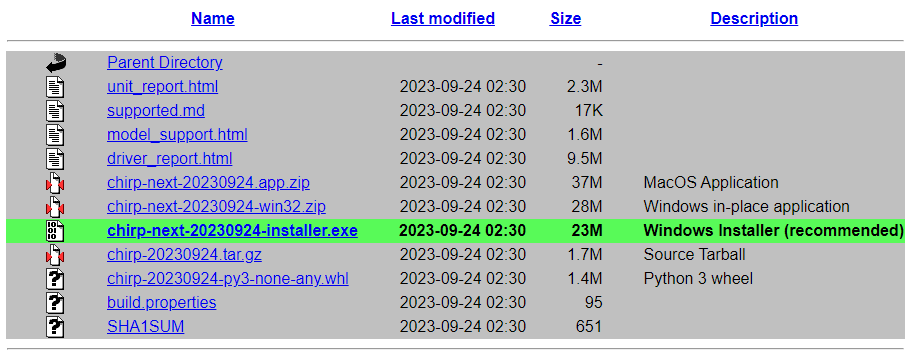 Name Last modified Size Description
Parent Directory -
unit_report.html 2023-09-24 02:30 2.3M
supported.md 2023-09-24 02:30 17K
model_support.html 2023-09-24 02:30 1.6M
driver_report.html 2023-09-24 02:30 9.5M
chirp-next-20230924.app.zip 2023-09-24 02:30 37M MacOS Application
chirp-next-20230924-win32.zip 2023-09-24 02:30 28M Windows in-place application
chirp-next-20230924-installer.exe 2023-09-24 02:30 23M Windows Installer (recommended)
chirp-20230924.tar.gz 2023-09-24 02:30 1.7M Source Tarball
chirp-20230924-py3-none-any.whl 2023-09-24 02:30 1.4M Python 3 wheel
build.properties 2023-09-24 02:30 95
SHA1SUM 2023-09-24 02:30 651